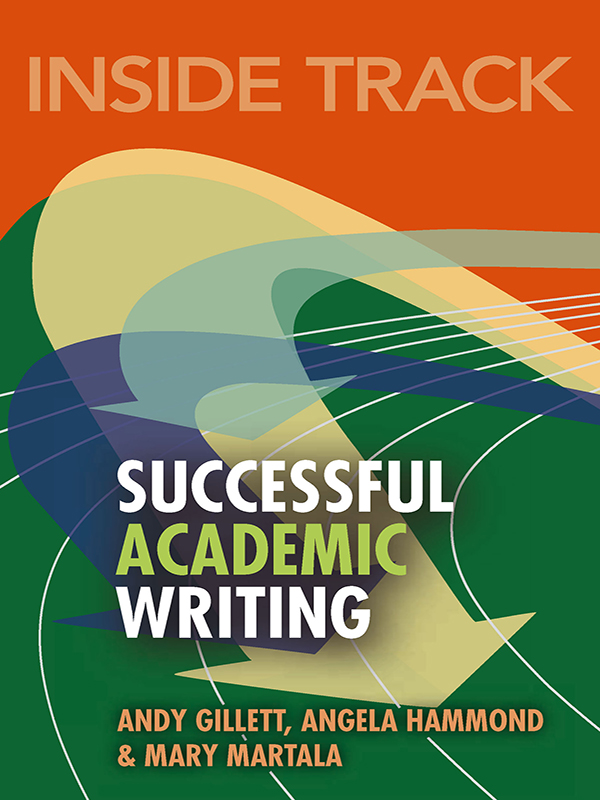 INSIDE TRACK
SUCCESSFUL
ACADEMIC
WRITING
ANDY GILLETT, ANGELA HAMMOND
& MARY MARTALA